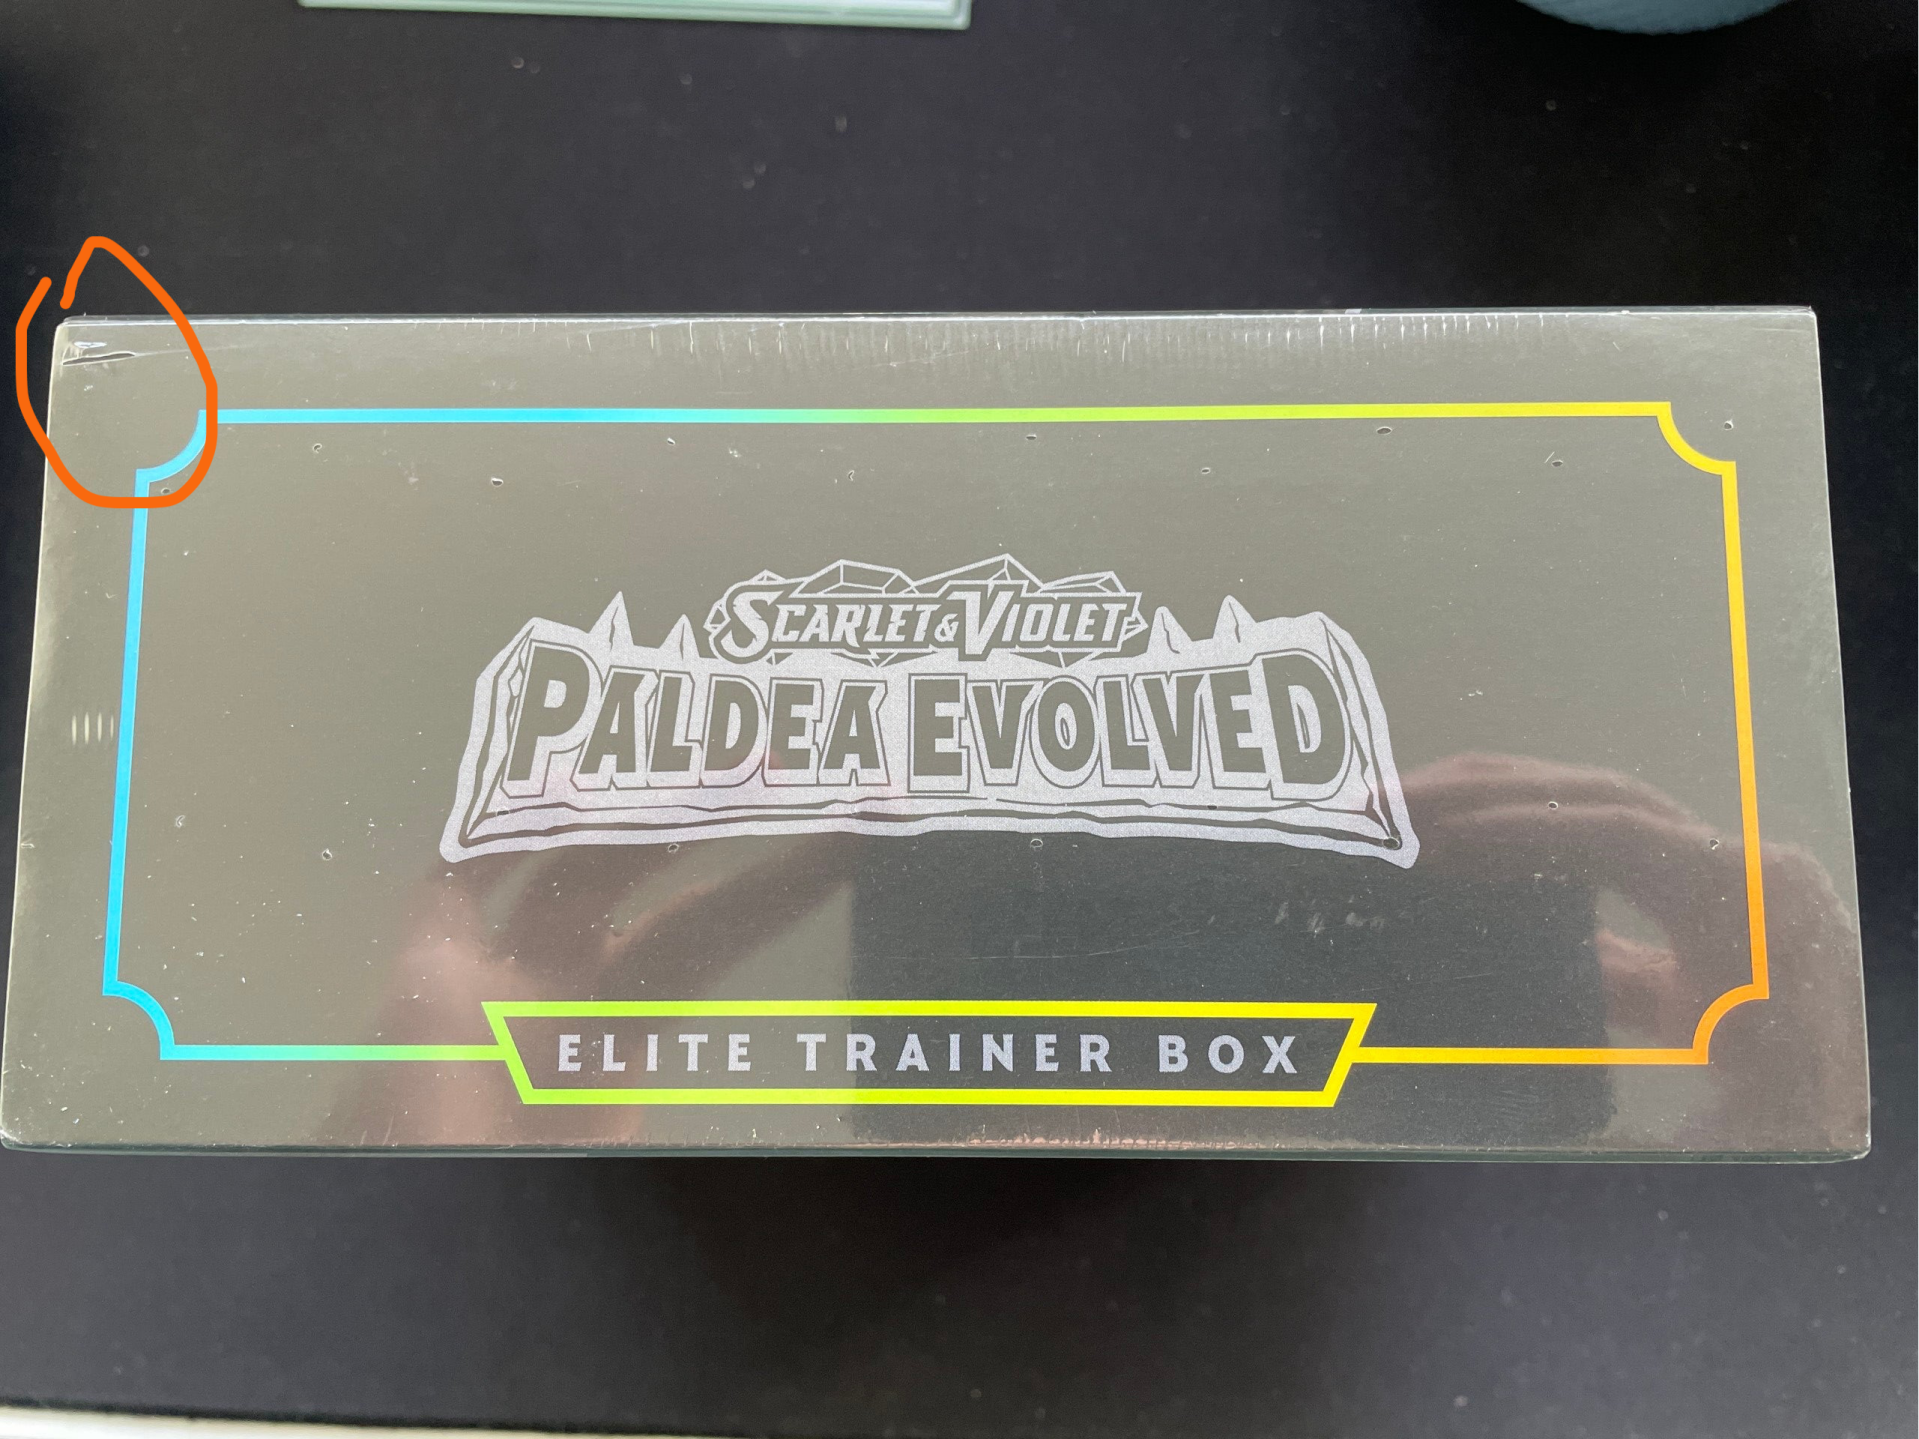 SCARLET & VIOLET
PALDEA EVOLVED
ELITE TRAINER BOX